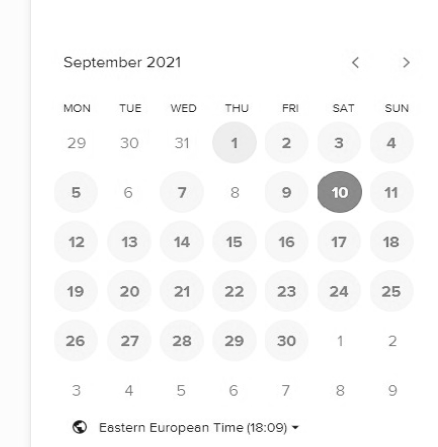 September 2021
MON TUE WED THU FRI SAT SUN
29 30 31 1 2 3 4
5 6 7 8 9 10 11
12 13 14 15 16 17 18
19 20 21 22 23 24 25
26 27 28 29 30 1 2
3 4 5 6 7 8 9
Eastern European Time (18:09)